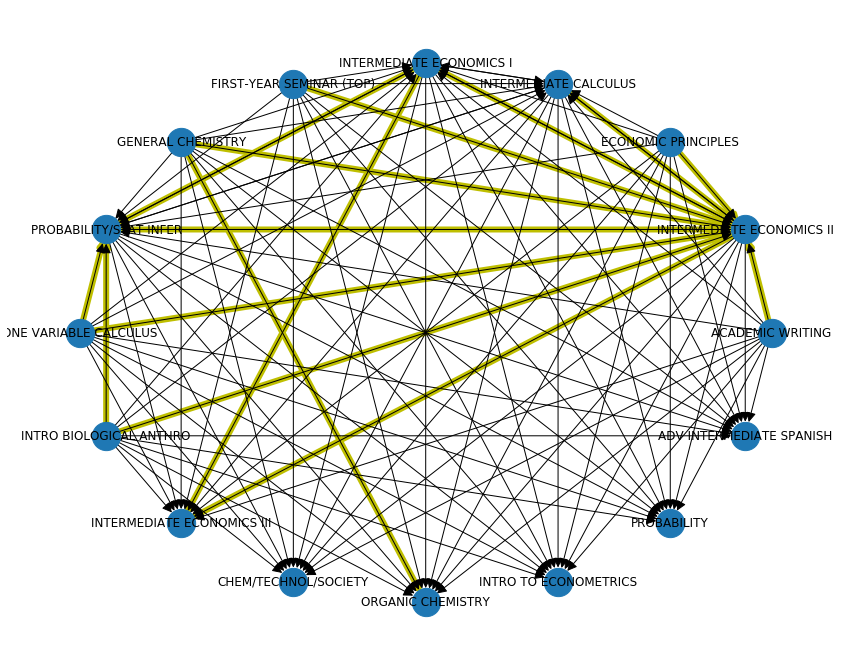 INTERMEDIATE ECONOMICS I
FIRST-YEAR SEMINAR (TOP)
INTERMEDIATE CALCULUS
GENERAL CHEMISTRY
ECONOMIC PRINCIPLES
PROBABILITY/STAT INFER
INTERMEDIATE ECONOMICS II
ONE VARIABLE CALCULUS
ACADEMIC WRITING
INTRO BIOLOGICAL ANTHRO
ADV INTERMEDIATE SPANISH
INTERMEDIATE ECONOMICS III
PROBABILITY
CHEM/TECHNOL/SOCIETY
INTRO TO ECONOMETRICS
ORGANIC CHEMISTRY